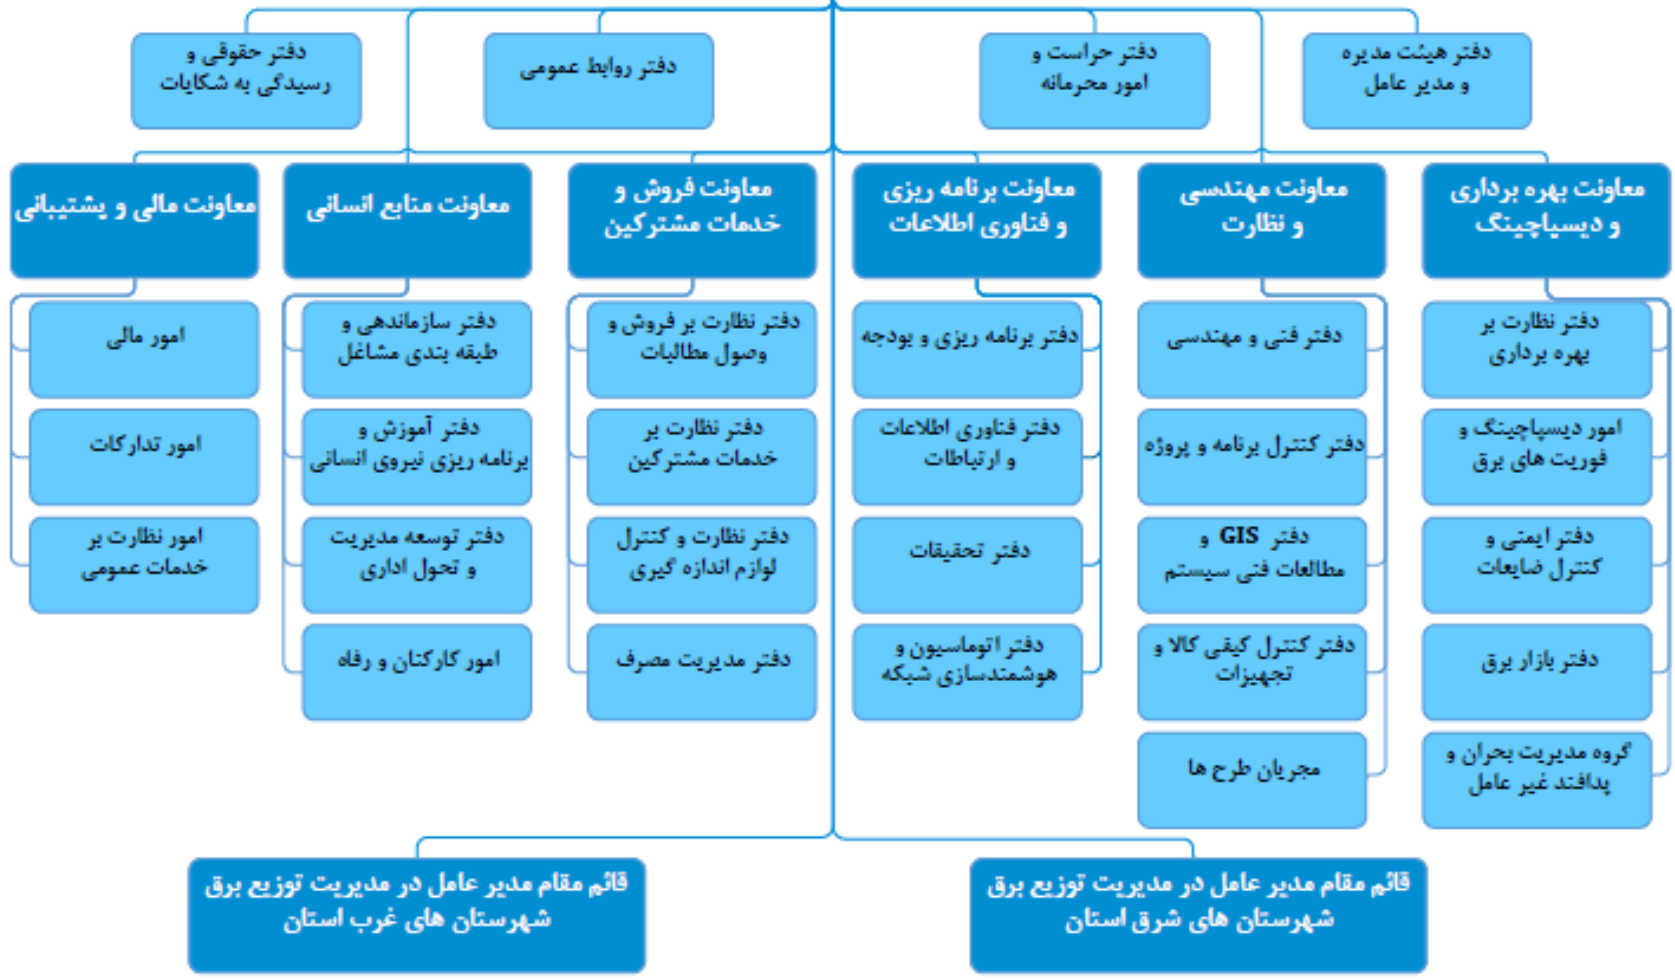 دفتر هیئت مدیره
و مدیر عامل
دفتر حراست و
امور محرمانه
دفتر روابط عمومی
دفتر حقوقی و
رسیدگی به شکایات
معاونت بهره برداری
و دیسپاچینگ
معاونت مهندسی
و نظارت
معاونت برنامه ریزی
و فناوری اطلاعات
معاونت فروش و
خدمات مشترکین
معاونت منابع انسانی
معاونت مالی و پشتیبانی
دفتر نظارت بر
بهره برداری
امور دیسپاچینگ و
فوریت های برق
دفتر ایمنی و
کنترل ضایعات
دفتر بازار برق
گروه مدیریت بحران و
پدافند غیر عامل
دفتر فنی و مهندسی
دفتر کنترل برنامه و پروژه
دفتر GIS و
مطالعات فنی سیستم
دفتر کنترل کیفی کالا و
تجهیزات
مجریان طرح ها
دفتر برنامه ریزی و بودجه
دفتر فناوری اطلاعات
و ارتباطات
دفتر تحقیقات
دفتر اتوماسیون و
هوشمندسازی شبکه
دفتر نظارت بر فروش و
وصول مطالبات
دفتر نظارت بر
خدمات مشترکین
دفتر نظارت و کنترل
لوازم اندازه گیری
دفتر مدیریت مصرف
دفتر سازماندهی و
طبقه بندی مشاغل
دفتر آموزش و
برنامه ریزی نیروی انسانی
دفتر توسعه مدیریت
و تحول اداری
امور کارکنان و رفاه
امور مالی
امور تدارکات
امور نظارت بر
خدمات عمومی
قائم مقام مدیر عامل در مدیریت توزیع برق
شهرستان های شرق استان
قائم مقام مدیر عامل در مدیریت توزیع برق
شهرستان های غرب استان